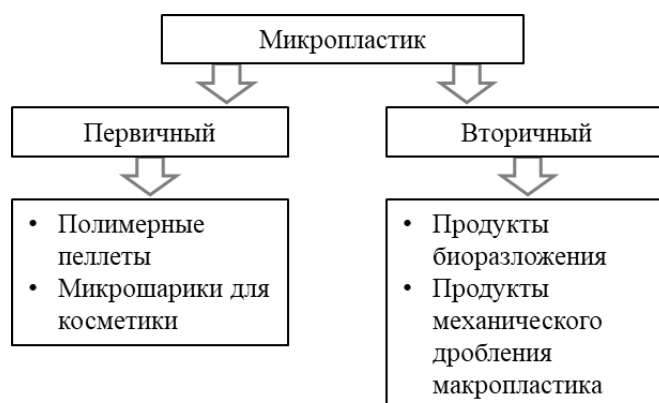 Микропластик
Первичный
Вторичный
• Полимерные
пеллеты
• Микрошарики для
косметики
• Продукты
биоразложения
• Продукты
механического
дробления
макропластика